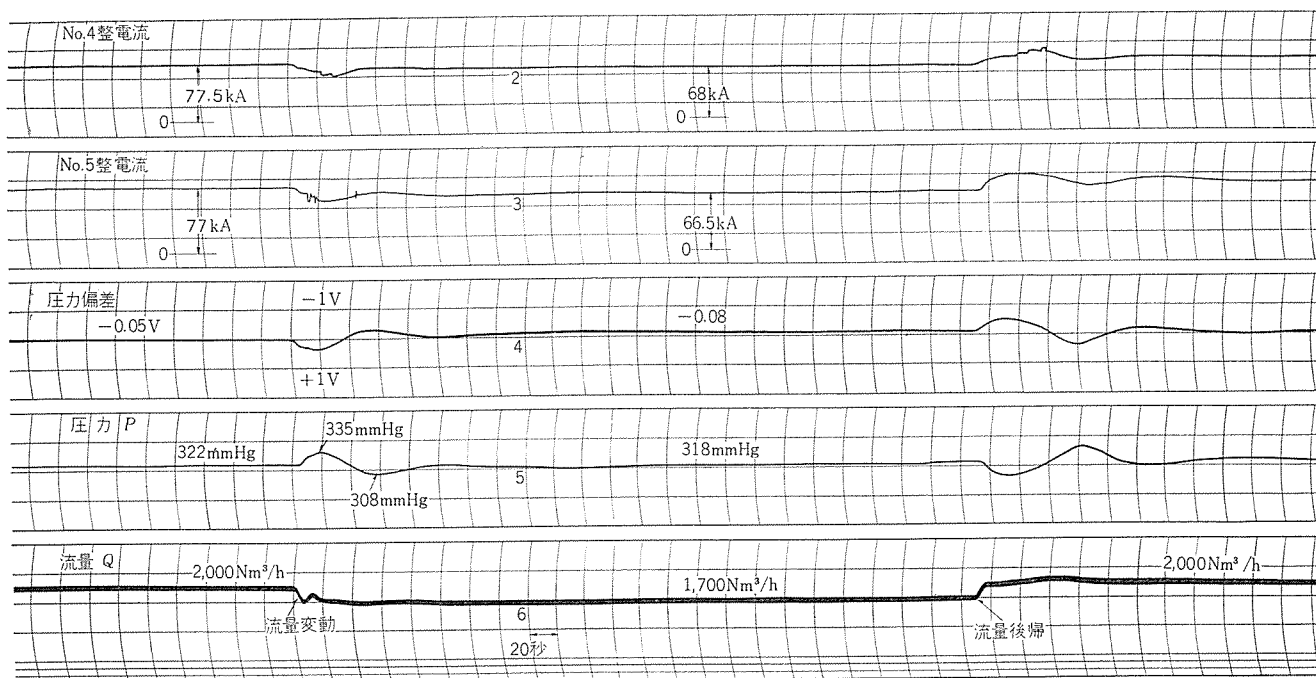 No.4整電流
2
77.5kA
68kA
0
0
No.5整電流
3
77kA
66.5kA
0
0
圧力偏差
−1V
−0.05V
−0.08
4
+1V
圧力 P
335mmHg
322mmHg
318mmHg
5
308mmHg
流量 Q
2,000Nm³/h
1,700Nm³/h
2,000Nm³/h
6
流量変動
流量後帰
20秒